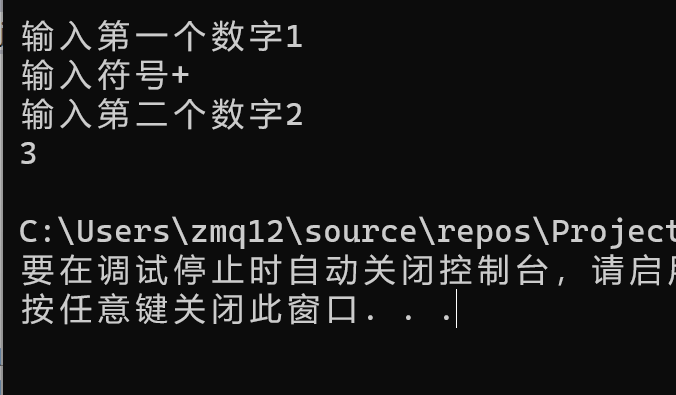 输入第一个数字1
输入符号+
输入第二个数字2
3
C:\Users\zmq12\source\repos\Project
要在调试停止时自动关闭控制台，请启用
按任意键关闭此窗口. . .